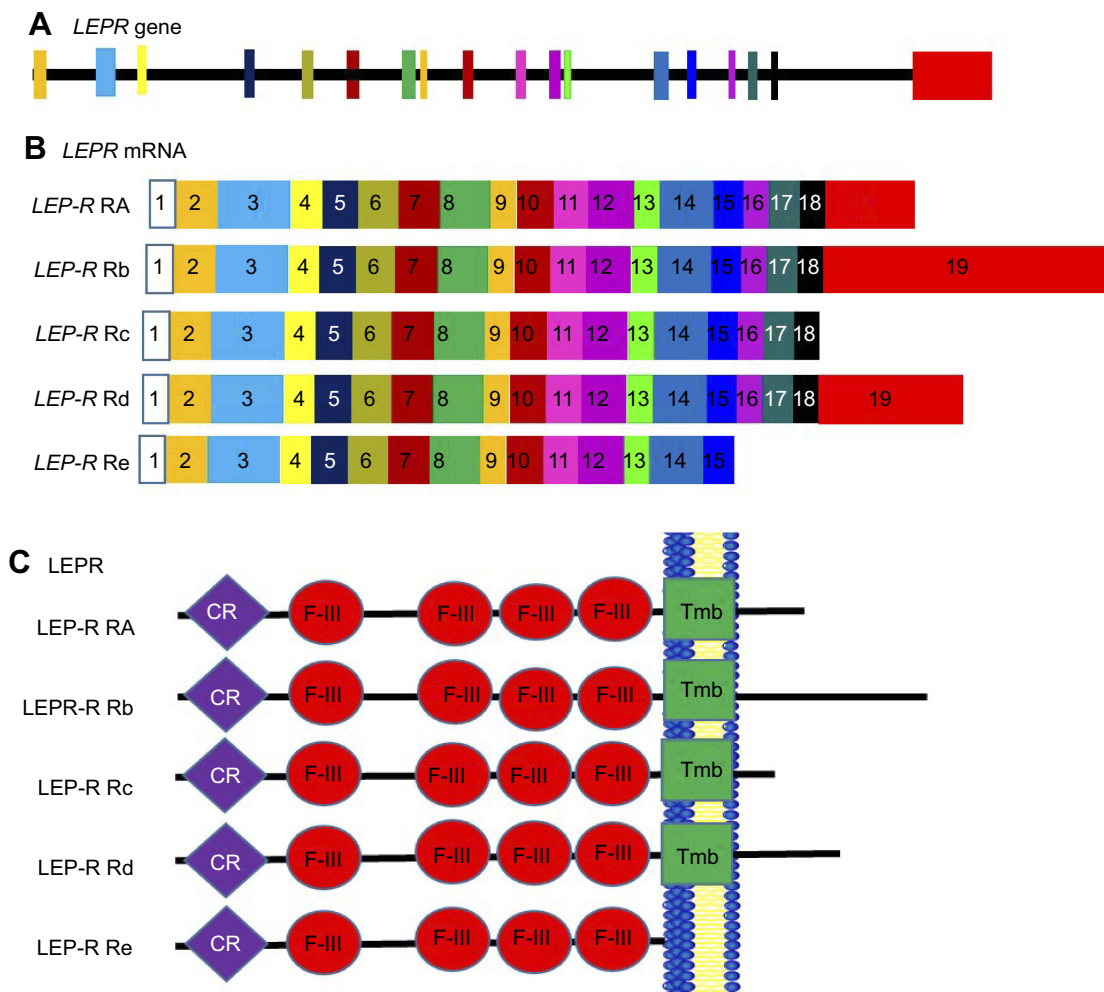 A LEPR gene
B LEPR mRNA
LEP-R RA 1 2 3 4 5 6 7 8 9 10 11 12 13 14 15 16 17 18
LEP-R Rb 1 2 3 4 5 6 7 8 9 10 11 12 13 14 15 16 17 18 19
LEP-R Rc 1 2 3 4 5 6 7 8 9 10 11 12 13 14 15 16 17 18
LEP-R Rd 1 2 3 4 5 6 7 8 9 10 11 12 13 14 15 16 17 18 19
LEP-R Re 1 2 3 4 5 6 7 8 9 10 11 12 13 14 15
C LEPR
LEP-R RA CR F-III F-III F-III F-III Tmb
LEPR-R Rb CR F-III F-III F-III F-III Tmb
LEP-R Rc CR F-III F-III F-III F-III Tmb
LEP-R Rd CR F-III F-III F-III F-III Tmb
LEP-R Re CR F-III F-III F-III F-III